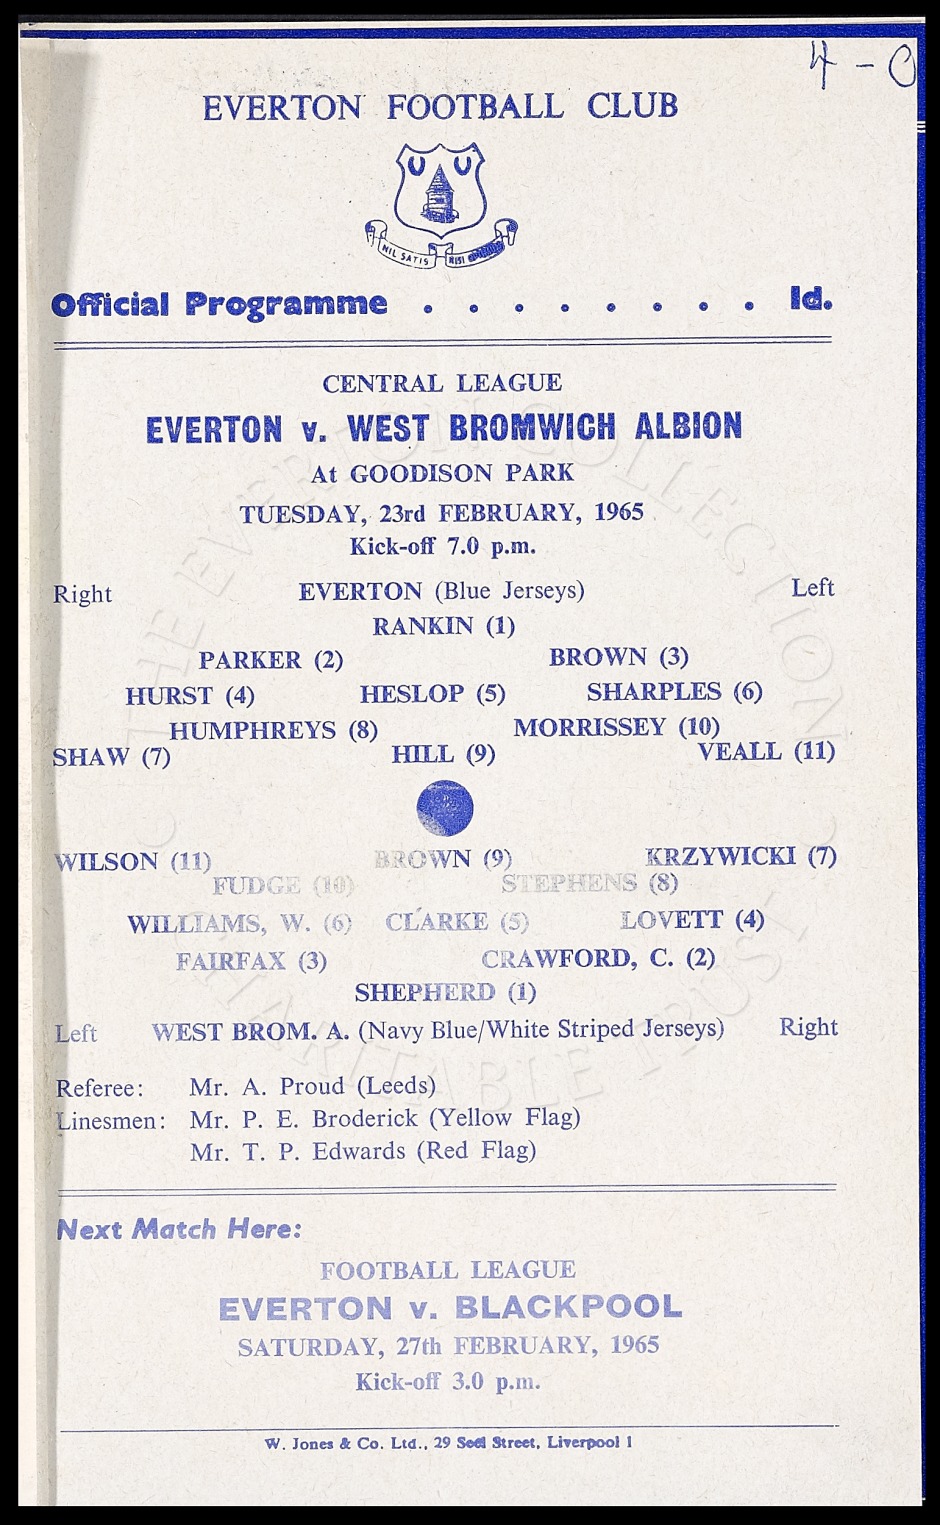 4 - 0
EVERTON FOOTBALL CLUB
NIL SATIS NISI
Official Programme . . . . . . . . 1d.
CENTRAL LEAGUE
EVERTON v. WEST BROMWICH ALBION
At GOODISON PARK
TUESDAY, 23rd FEBRUARY, 1965
Kick-off 7.0 p.m.
Right EVERTON (Blue Jerseys) Left
RANKIN (1)
PARKER (2) BROWN (3)
HURST (4) HESLOP (5) SHARPLES (6)
HUMPHREYS (8) MORRISSEY (10)
SHAW (7) HILL (9) VEALL (11)
WILSON (11) BROWN (9) KRZYWICKI (7)
FUDGE (10) STEPHENS (8)
WILLIAMS, W. (6) CLARKE (5) LOVETT (4)
FAIRFAX (3) CRAWFORD, C. (2)
SHEPHERD (1)
Left WEST BROM. A. (Navy Blue/White Striped Jerseys) Right
Referee: Mr. A. Proud (Leeds)
Linesmen: Mr. P. E. Broderick (Yellow Flag)
Mr. T. P. Edwards (Red Flag)
Next Match Here:
FOOTBALL LEAGUE
EVERTON v. BLACKPOOL
SATURDAY, 27th FEBRUARY, 1965
Kick-off 3.0 p.m.
W. Jones & Co. Ltd., 29 Seel Street, Liverpool 1
THE EVERTON COLLECTION
CHARITABLE TRUST